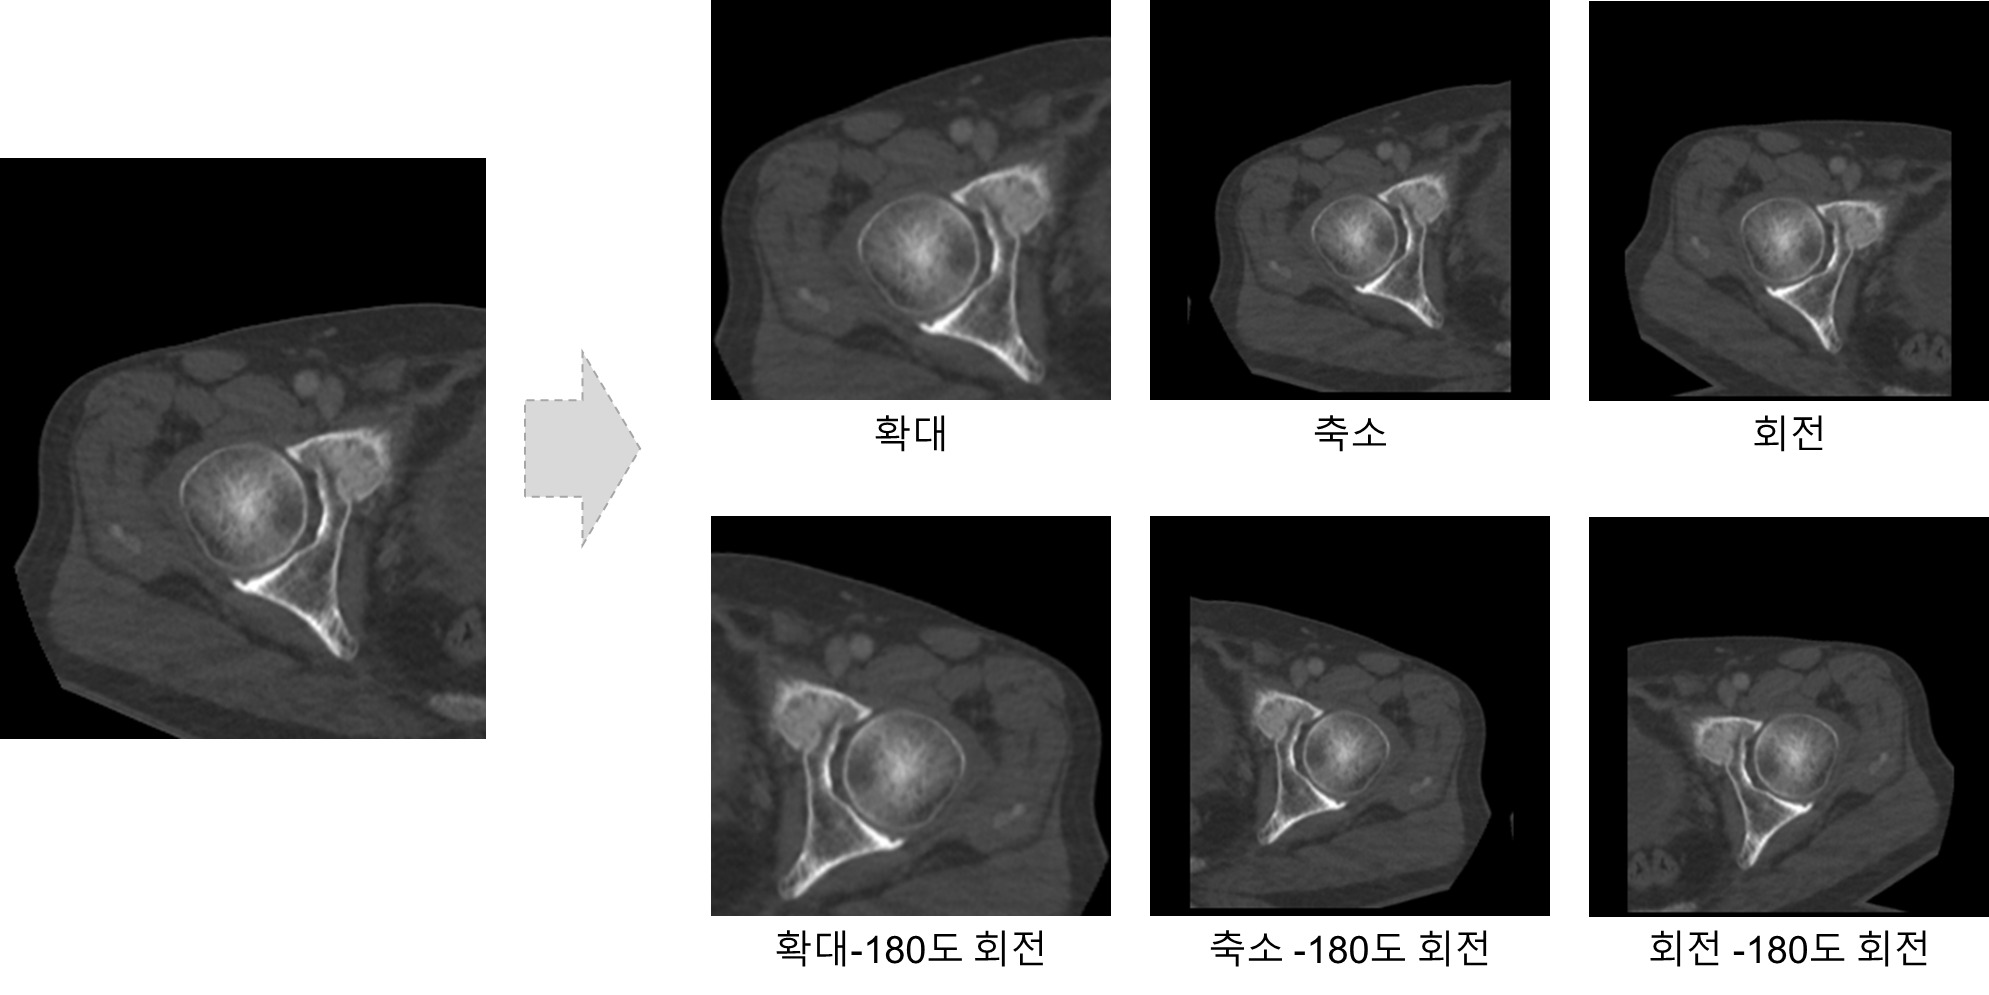 확대
축소
회전
확대-180도 회전
축소 -180도 회전
회전 -180도 회전